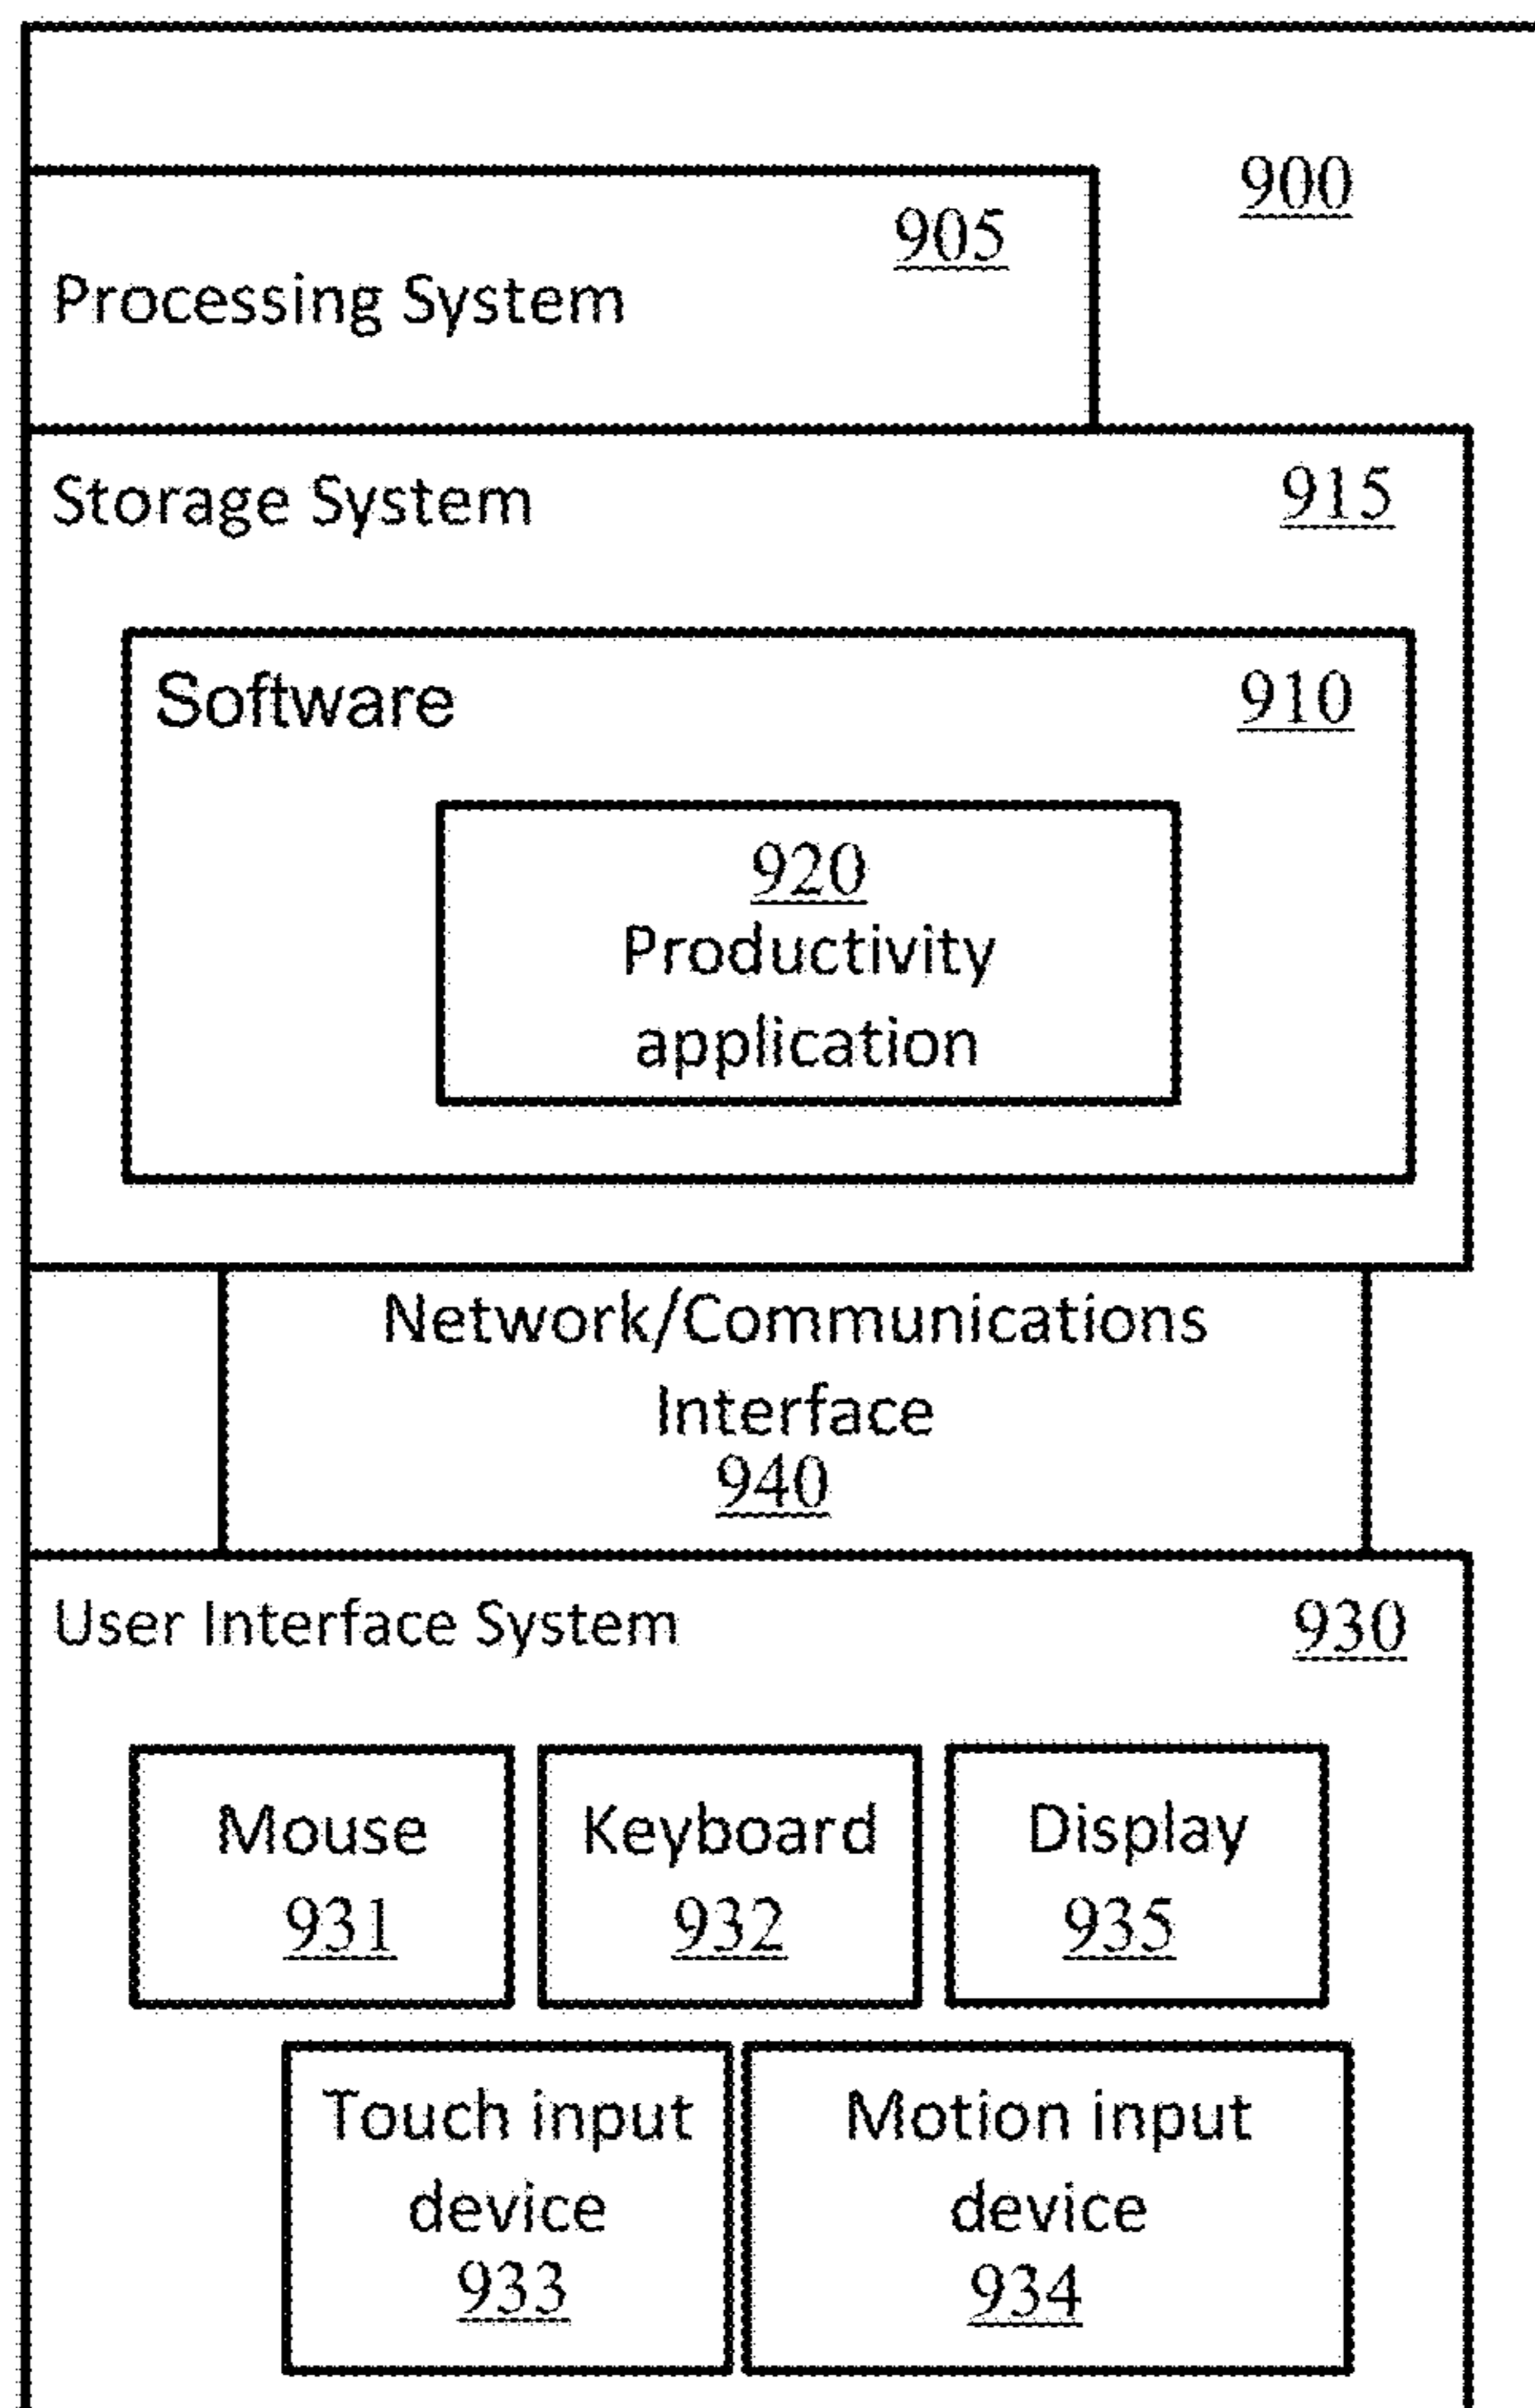 900
905
Processing System
Storage System 915
Software 910
920
Productivity
application
Network/Communications
Interface
940
User Interface System 930
Mouse Keyboard Display
931 932 935
Touch input Motion input
device device
933 934